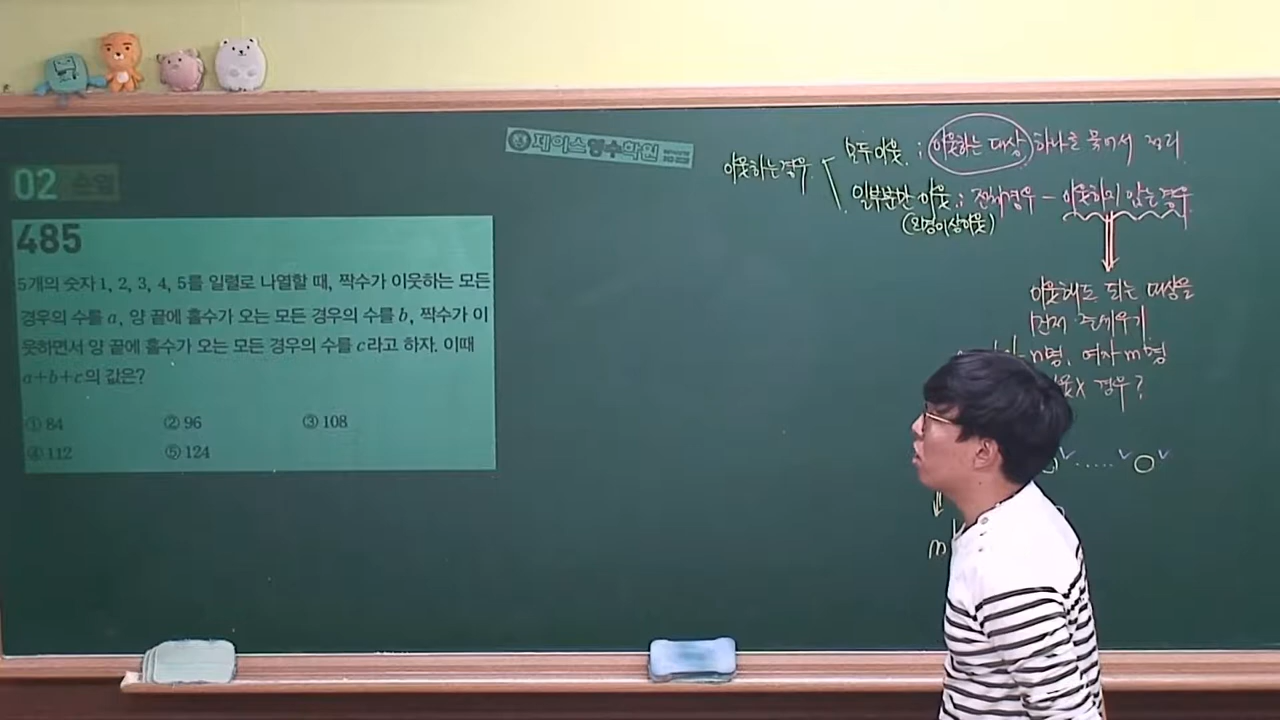 제이스영수학원
02 순열
485
5개의 숫자 1, 2, 3, 4, 5를 일렬로 나열할 때, 짝수가 이웃하는 모든
경우의 수를 a, 양 끝에 홀수가 오는 모든 경우의 수를 b, 짝수가 이
웃하면서 양 끝에 홀수가 오는 모든 경우의 수를 c라고 하자. 이때
a+b+c의 값은?
① 84 ② 96 ③ 108
④ 112 ⑤ 124
이웃하는 경우
모두 이웃 ; 이웃하는 대상 하나로 묶어서 정리
일부분만 이웃 ; 전체경우 - 이웃하지 않는 경우
이웃해도 되는 대상을
먼저 줄세우기
n명, 여자 m명
X 경우?
m